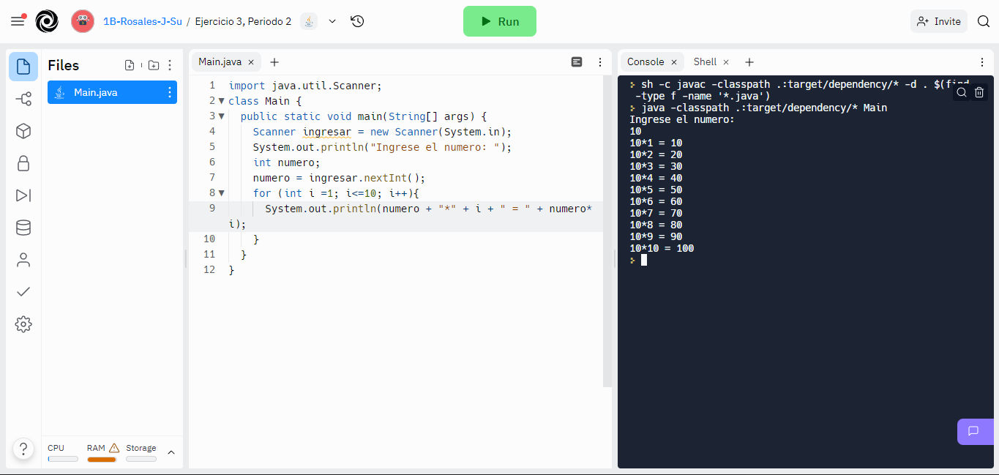 1B-Rosales-J-Su / Ejercicio 3, Periodo 2
Run
Invite
Files
Main.java
CPU RAM Storage
?
Main.java × +
1 import java.util.Scanner;
2 class Main {
3 public static void main(String[] args) {
4 Scanner ingresar = new Scanner(System.in);
5 System.out.println("Ingrese el numero: ");
6 int numero;
7 numero = ingresar.nextInt();
8 for (int i =1; i<=10; i++){
9 System.out.println(numero + "*" + i + " = " + numero*
i);
10 }
11 }
12 }
Console × Shell × +
sh -c javac -classpath .:target/dependency/* -d . $(find
-type f -name '*.java')
java -classpath .:target/dependency/* Main
Ingrese el numero:
10
10*1 = 10
10*2 = 20
10*3 = 30
10*4 = 40
10*5 = 50
10*6 = 60
10*7 = 70
10*8 = 80
10*9 = 90
10*10 = 100